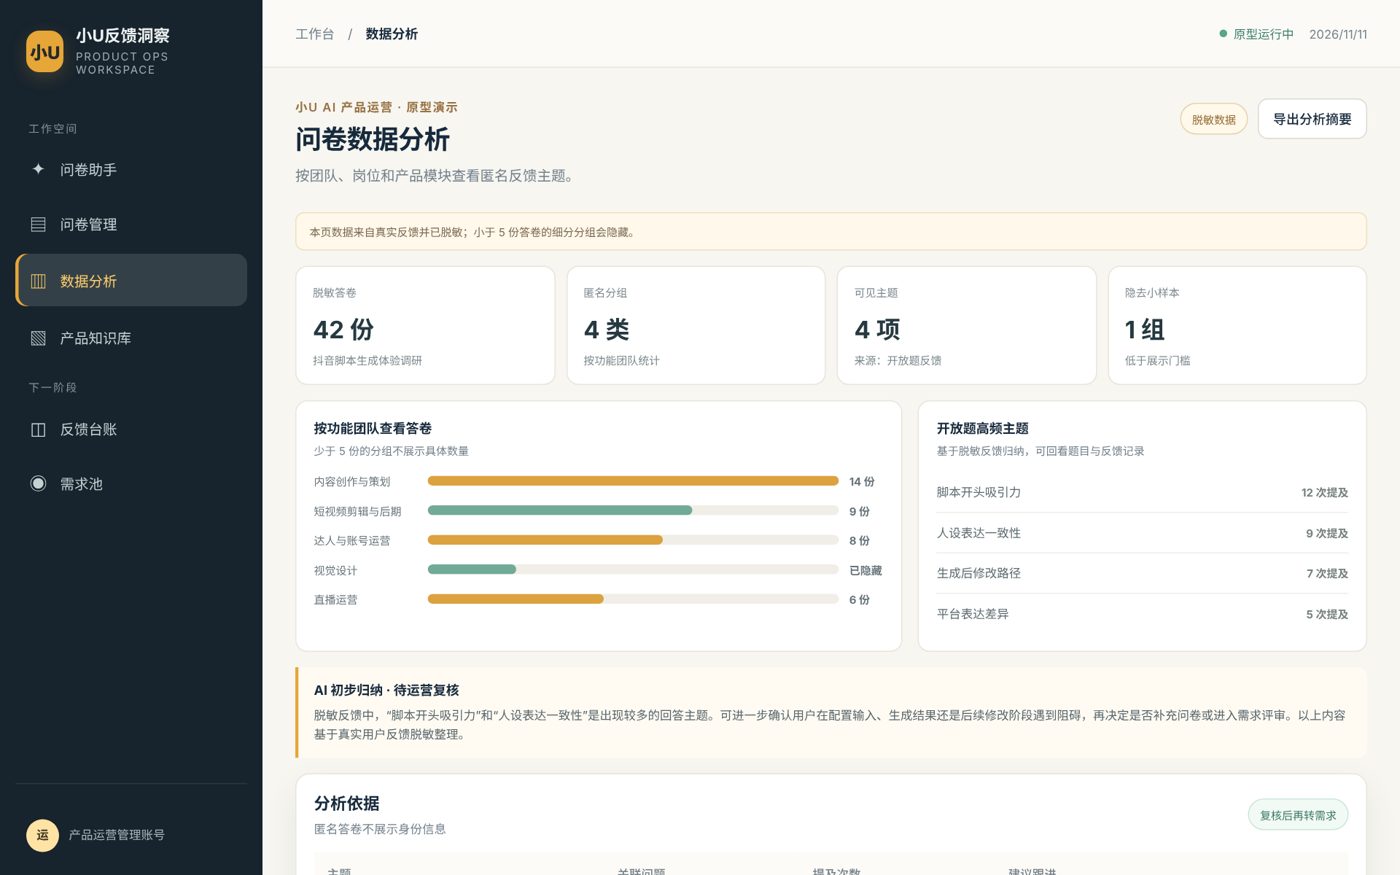 小U
小U反馈洞察
PRODUCT OPS
WORKSPACE
工作空间
问卷助手
问卷管理
数据分析
产品知识库
下一阶段
反馈台账
需求池
运
产品运营管理账号
工作台 / 数据分析
原型运行中 2026/11/11
小U AI 产品运营 · 原型演示
问卷数据分析
按团队、岗位和产品模块查看匿名反馈主题。
脱敏数据
导出分析摘要
本页数据来自真实反馈并已脱敏；小于 5 份答卷的细分分组会隐藏。
脱敏答卷
42 份
抖音脚本生成体验调研
匿名分组
4 类
按功能团队统计
可见主题
4 项
来源：开放题反馈
隐去小样本
1 组
低于展示门槛
按功能团队查看答卷
少于 5 份的分组不展示具体数量
内容创作与策划 14 份
短视频剪辑与后期 9 份
达人与账号运营 8 份
视觉设计 已隐藏
直播运营 6 份
开放题高频主题
基于脱敏反馈归纳，可回看题目与反馈记录
脚本开头吸引力 12 次提及
人设表达一致性 9 次提及
生成后修改路径 7 次提及
平台表达差异 5 次提及
AI 初步归纳 · 待运营复核
脱敏反馈中，“脚本开头吸引力”和“人设表达一致性”是出现较多的回答主题。可进一步确认用户在配置输入、生成结果还是后续修改阶段遇到阻碍，再决定是否补充问卷或进入需求评审。以上内容
基于真实用户反馈脱敏整理。
分析依据
匿名答卷不展示身份信息
复核后再转需求
主题 关联问题 提及次数 建议跟进